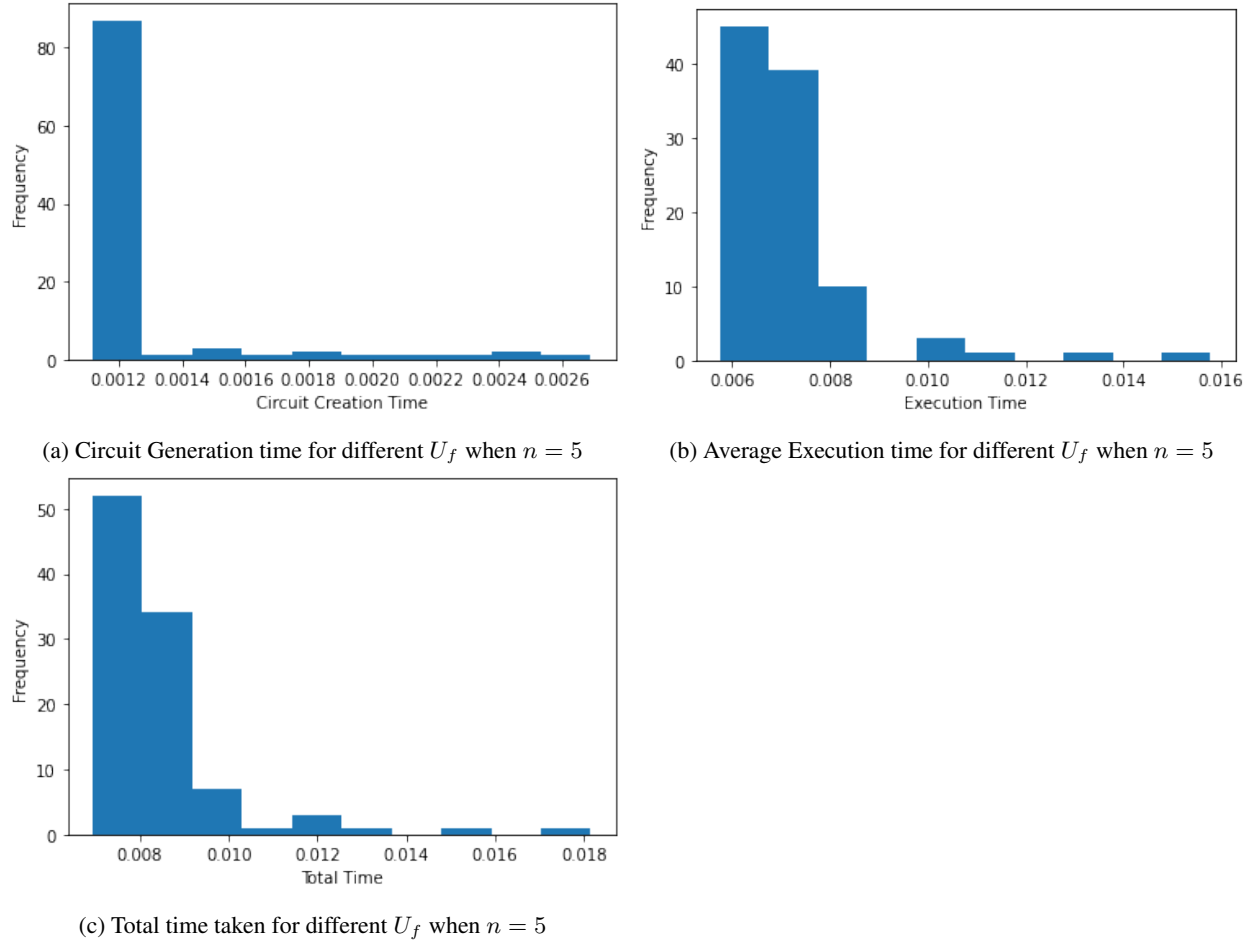 80
60
40
20
0
Frequency
0.0012 0.0014 0.0016 0.0018 0.0020 0.0022 0.0024 0.0026
Circuit Creation Time
(a) Circuit Generation time for different U_f when n = 5
40
30
20
10
0
Frequency
0.006 0.008 0.010 0.012 0.014 0.016
Execution Time
(b) Average Execution time for different U_f when n = 5
50
40
30
20
10
0
Frequency
0.008 0.010 0.012 0.014 0.016 0.018
Total Time
(c) Total time taken for different U_f when n = 5